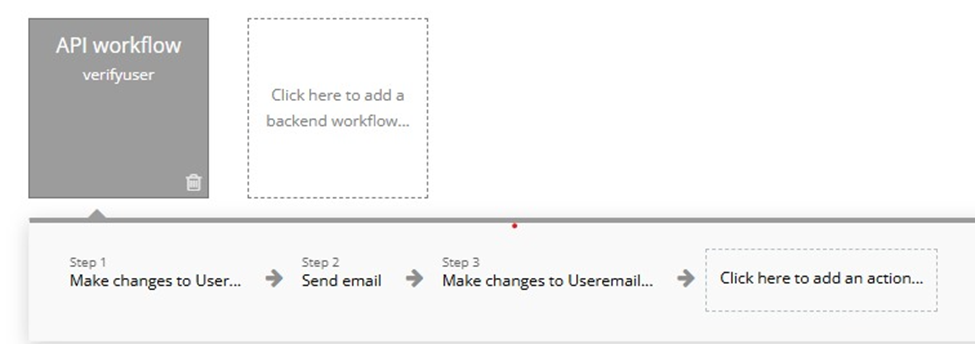 API workflow
verifyuser
Click here to add a
backend workflow...
Step 1
Make changes to User...
Step 2
Send email
Step 3
Make changes to Useremail...
Click here to add an action...